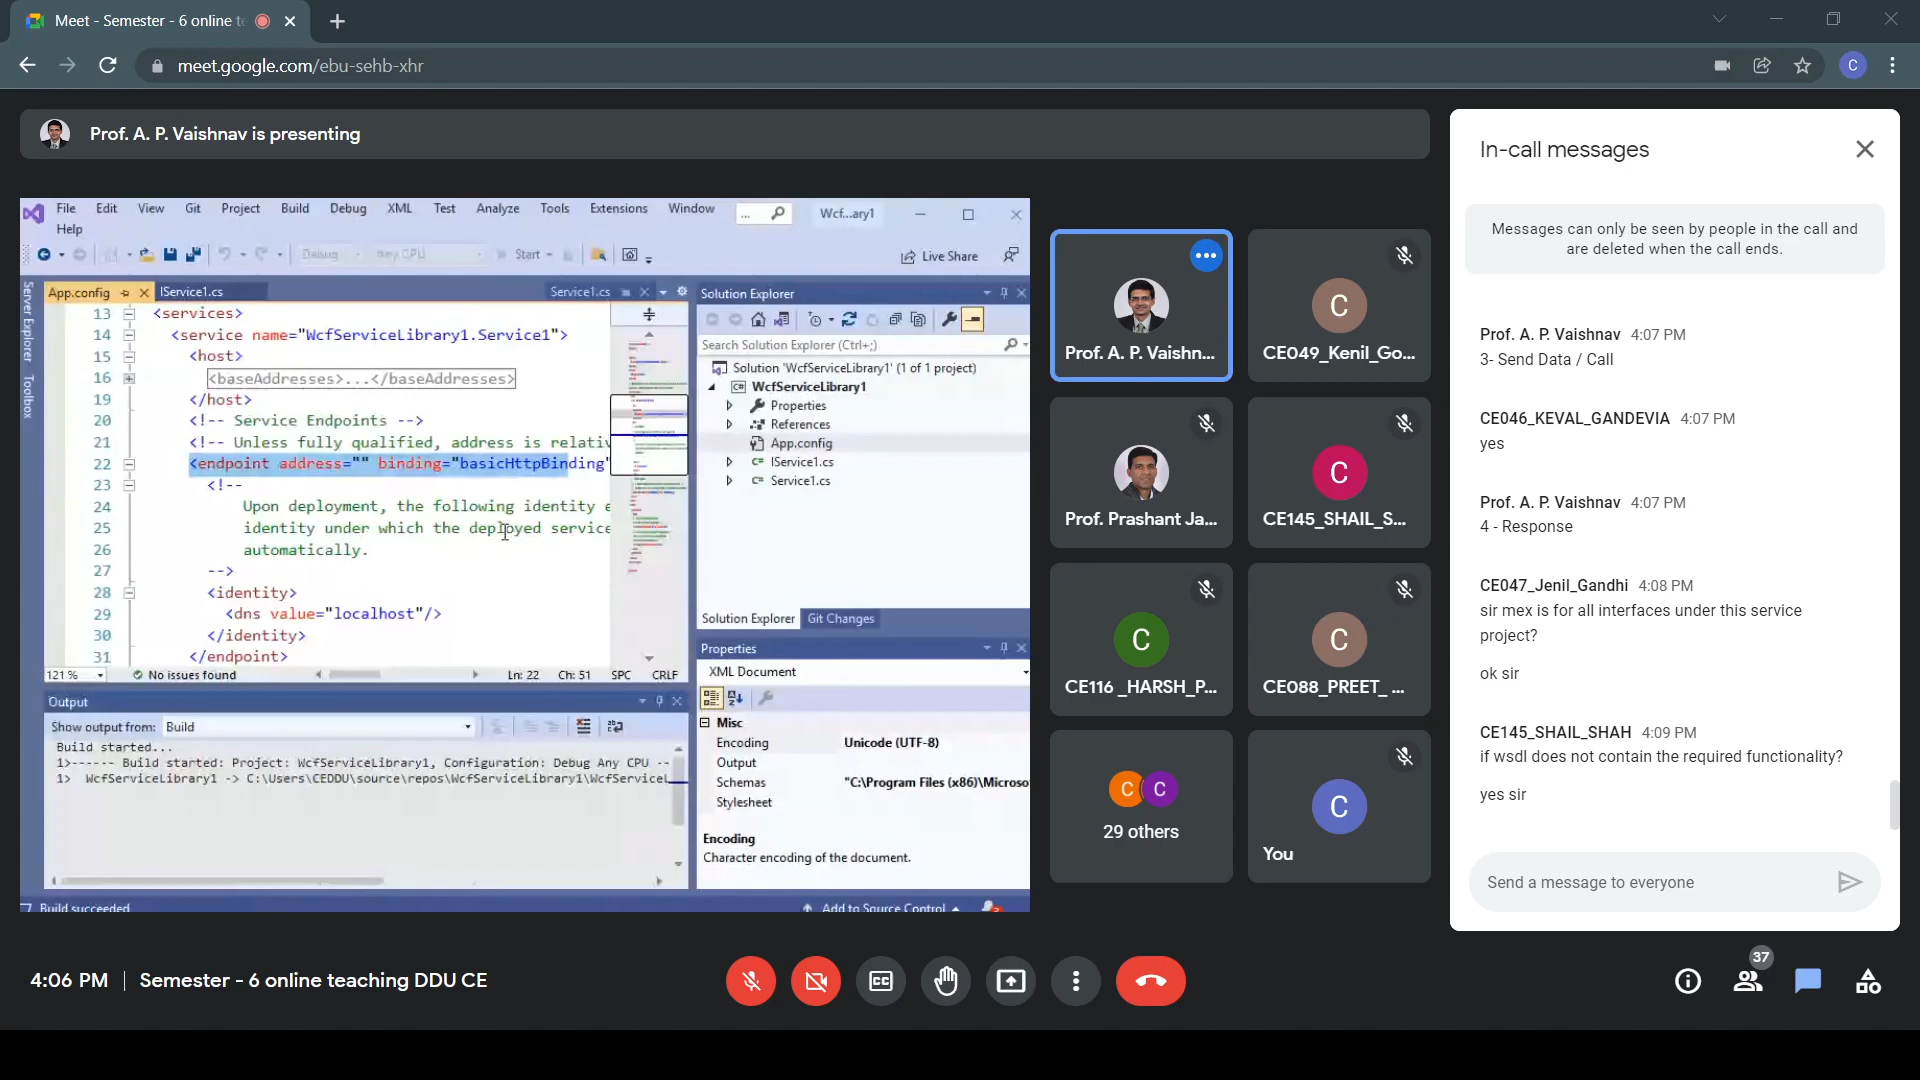 Meet - Semester - 6 online te
meet.google.com/ebu-sehb-xhr
C
Prof. A. P. Vaishnav is presenting
File Edit View Git Project Build Debug XML Test Analyze Tools Extensions Window ... Wcf...ary1
Help
Debug Any CPU Start Live Share
Server Explorer
Toolbox
App.config IService1.cs Service1.cs
13 <services>
14 <service name="WcfServiceLibrary1.Service1">
15 <host>
16 <baseAddresses>...</baseAddresses>
19 </host>
20 <!-- Service Endpoints -->
21 <!-- Unless fully qualified, address is relativ
22 <endpoint address="" binding="basicHttpBinding"
23 <!--
24 Upon deployment, the following identity e
25 identity under which the deployed service
26 automatically.
27 -->
28 <identity>
29 <dns value="localhost"/>
30 </identity>
31 </endpoint>
121 % No issues found Ln: 22 Ch: 51 SPC CRLF
Output
Show output from: Build
Build started...
1>------ Build started: Project: WcfServiceLibrary1, Configuration: Debug Any CPU --
1> WcfServiceLibrary1 -> C:\Users\CEDDU\source\repos\WcfServiceLibrary1\WcfServiceL
Build succeeded
Add to Source Control
Solution Explorer
Search Solution Explorer (Ctrl+;)
Solution 'WcfServiceLibrary1' (1 of 1 project)
WcfServiceLibrary1
Properties
References
App.config
IService1.cs
Service1.cs
Solution Explorer Git Changes
Properties
XML Document
Misc
Encoding Unicode (UTF-8)
Output
Schemas "C:\Program Files (x86)\Microso
Stylesheet
Encoding
Character encoding of the document.
Prof. A. P. Vaishn...
C
CE049_Kenil_Go...
Prof. Prashant Ja...
C
CE145_SHAIL_S...
C
CE116 _HARSH_P...
C
CE088_PREET_ ...
C C
29 others
C
You
In-call messages
Messages can only be seen by people in the call and
are deleted when the call ends.
Prof. A. P. Vaishnav 4:07 PM
3- Send Data / Call
CE046_KEVAL_GANDEVIA 4:07 PM
yes
Prof. A. P. Vaishnav 4:07 PM
4 - Response
CE047_Jenil_Gandhi 4:08 PM
sir mex is for all interfaces under this service
project?
ok sir
CE145_SHAIL_SHAH 4:09 PM
if wsdl does not contain the required functionality?
yes sir
Send a message to everyone
4:06 PM | Semester - 6 online teaching DDU CE
37